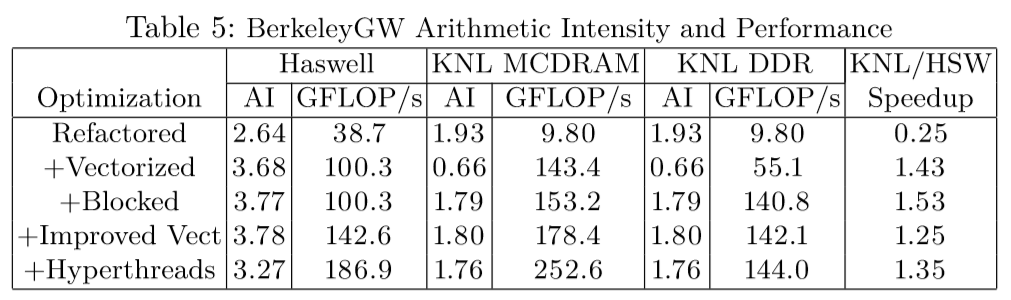 Table 5: BerkeleyGW Arithmetic Intensity and Performance
Haswell KNL MCDRAM KNL DDR KNL/HSW
Optimization AI GFLOP/s AI GFLOP/s AI GFLOP/s Speedup
Refactored 2.64 38.7 1.93 9.80 1.93 9.80 0.25
+Vectorized 3.68 100.3 0.66 143.4 0.66 55.1 1.43
+Blocked 3.77 100.3 1.79 153.2 1.79 140.8 1.53
+Improved Vect 3.78 142.6 1.80 178.4 1.80 142.1 1.25
+Hyperthreads 3.27 186.9 1.76 252.6 1.76 144.0 1.35